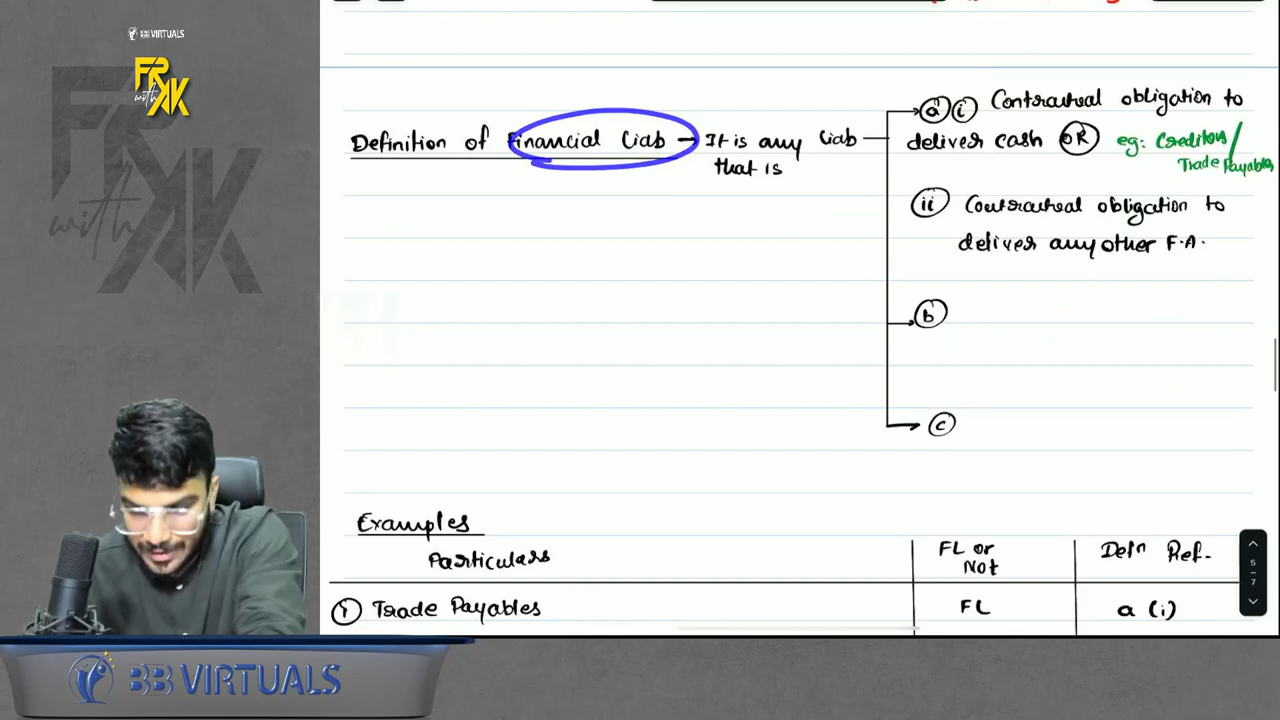 BB VIRTUALS
FR
with
AK
Definition of Financial Liab → It is any Liab
that is
a i Contractual obligation to
deliver cash OR eg: Creditors/
Trade Payables
ii Contractual obligation to
deliver any other F.A.
b
c
Examples
Particulars
FL or
Not
Defn Ref.
1 Trade Payables FL a (i)
5
7
BB VIRTUALS